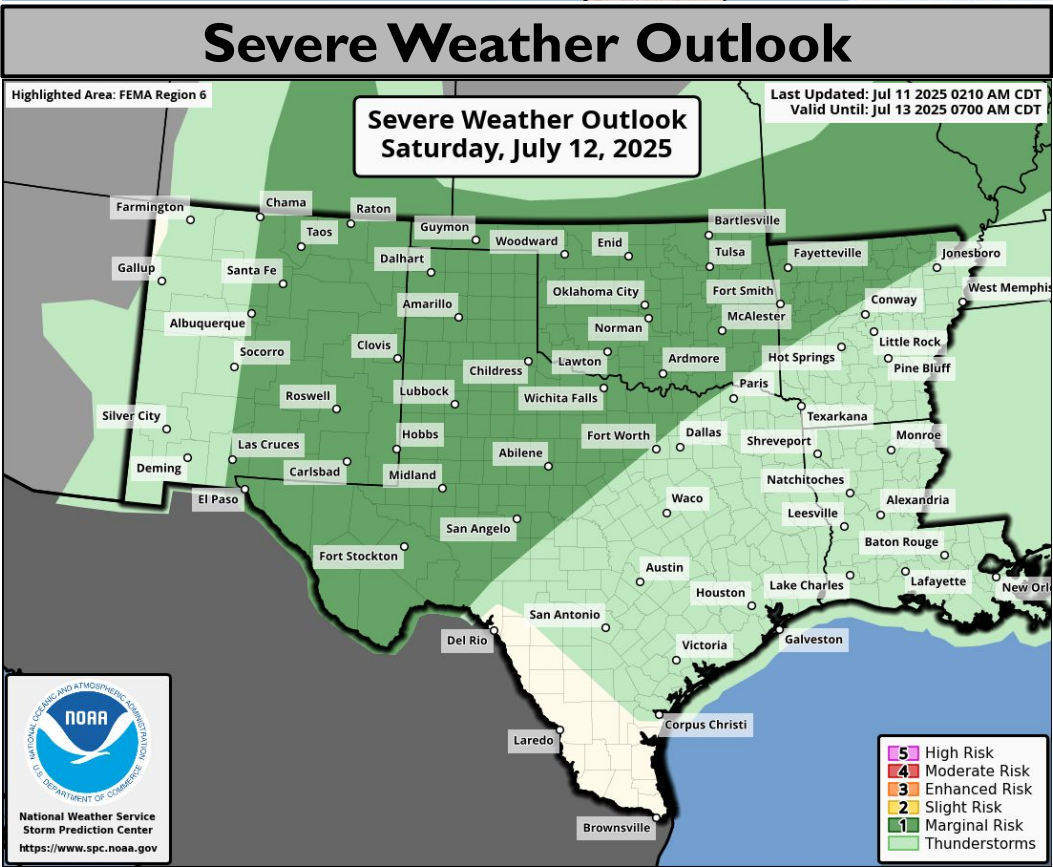 Severe Weather Outlook
Highlighted Area: FEMA Region 6
Last Updated: Jul 11 2025 0210 AM CDT
Valid Until: Jul 13 2025 0700 AM CDT
Severe Weather Outlook
Saturday, July 12, 2025
Farmington
Chama
Raton
Taos
Guymon
Woodward
Enid
Bartlesville
Tulsa
Fayetteville
Jonesboro
Gallup
Santa Fe
Dalhart
Amarillo
Oklahoma City
Fort Smith
Conway
West Memphis
Albuquerque
Norman
McAlester
Little Rock
Socorro
Clovis
Childress
Lawton
Ardmore
Hot Springs
Pine Bluff
Roswell
Lubbock
Wichita Falls
Paris
Texarkana
Silver City
Las Cruces
Hobbs
Fort Worth
Dallas
Shreveport
Monroe
Deming
Carlsbad
Midland
Abilene
Natchitoches
El Paso
San Angelo
Waco
Leesville
Alexandria
Fort Stockton
Baton Rouge
Austin
Houston
Lake Charles
Lafayette
New Orl
Del Rio
San Antonio
Victoria
Galveston
Laredo
Corpus Christi
Brownsville
NATIONAL OCEANIC AND ATMOSPHERIC ADMINISTRATION
NOAA
U.S. DEPARTMENT OF COMMERCE
National Weather Service
Storm Prediction Center
https://www.spc.noaa.gov
5 High Risk
4 Moderate Risk
3 Enhanced Risk
2 Slight Risk
1 Marginal Risk
Thunderstorms